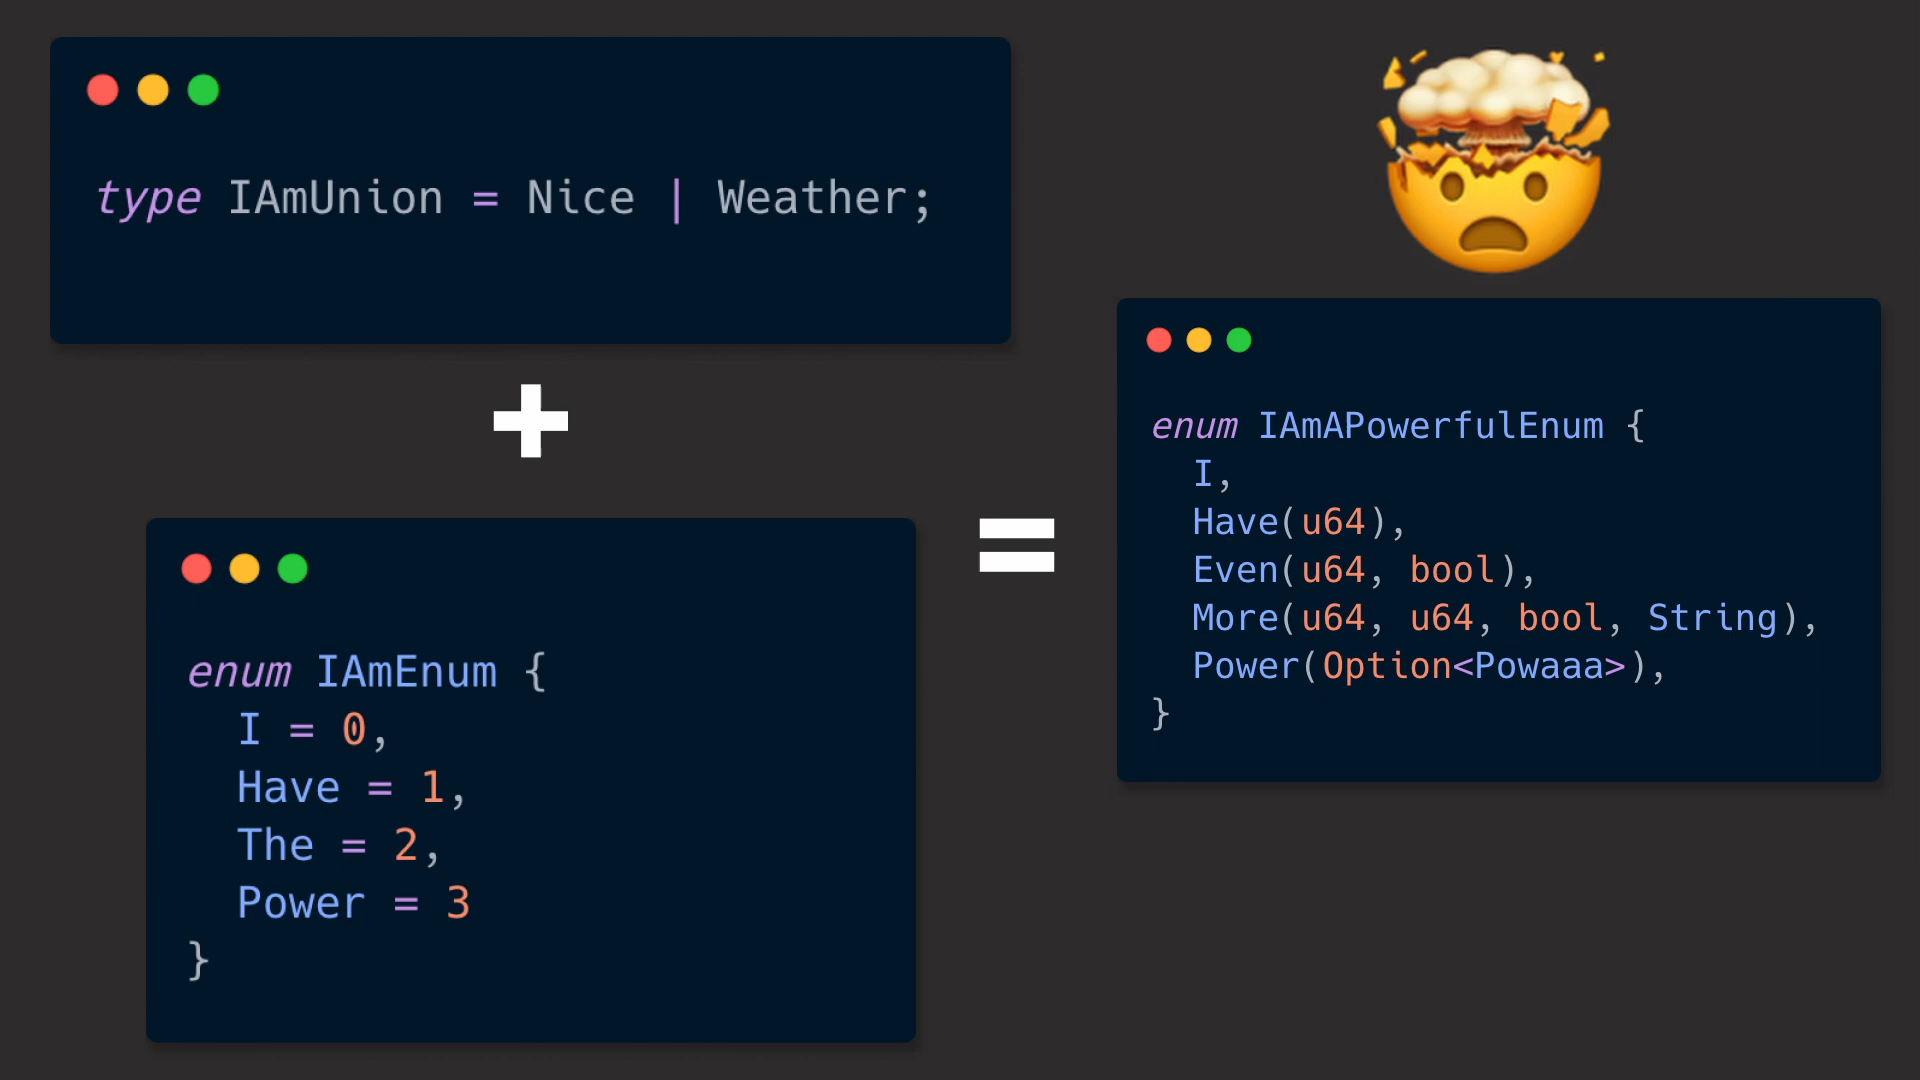 type IAmUnion = Nice | Weather;
+
enum IAmEnum {
  I = 0,
  Have = 1,
  The = 2,
  Power = 3
}
=
enum IAmAPowerfulEnum {
  I,
  Have(u64),
  Even(u64, bool),
  More(u64, u64, bool, String),
  Power(Option<Powaaa>),
}